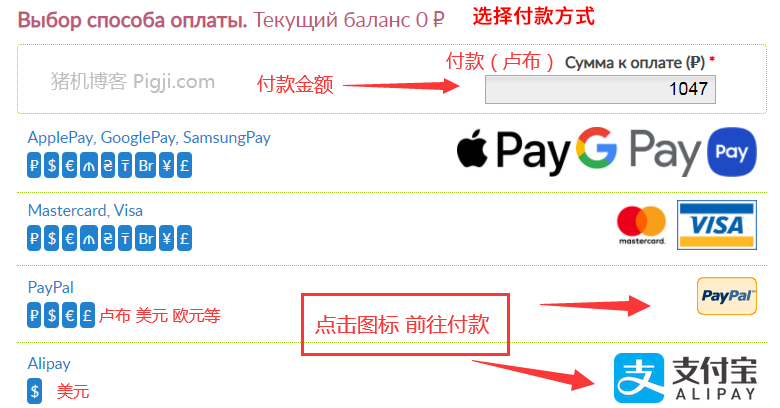 Выбор способа оплаты. Текущий баланс 0 ₽ 选择付款方式
猪机博客 Pigji.com 付款金额 付款（卢布） Сумма к оплате (₽) *
1047
ApplePay, GooglePay, SamsungPay
₽ $ € ₼ ₴ ₸ Br ¥ £
Pay G Pay Pay
Mastercard, Visa
₽ $ € ₼ ₴ ₸ Br ¥ £
mastercard. VISA
PayPal
₽ $ € £ 卢布 美元 欧元等
PayPal
点击图标 前往付款
Alipay
$ 美元
支 支付宝
ALIPAY